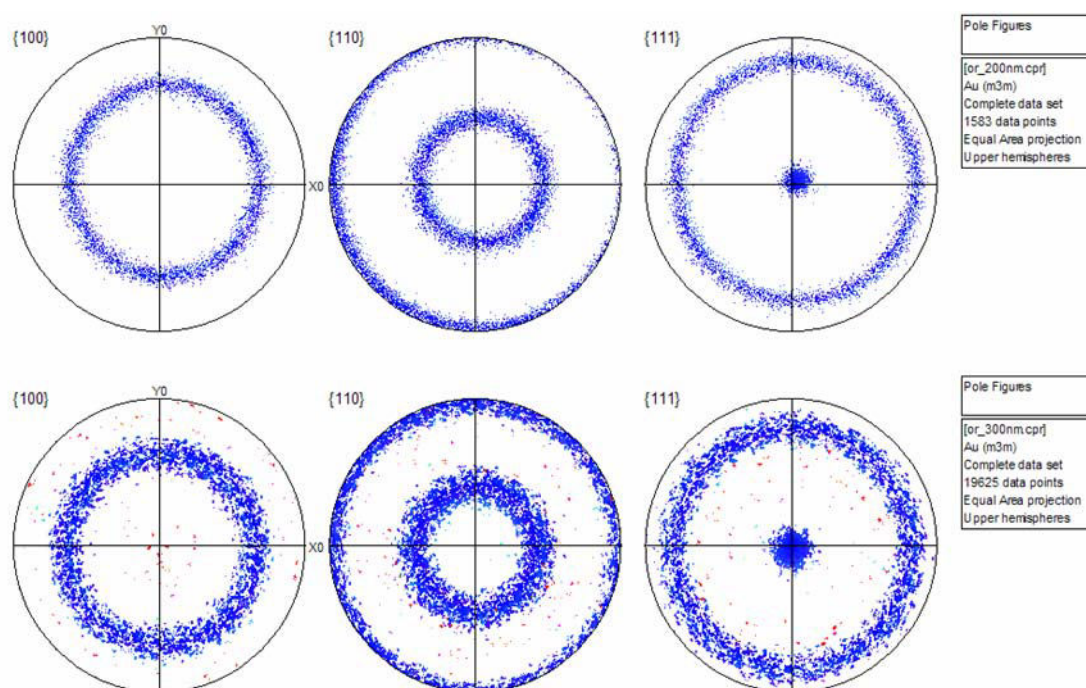 {100}
Y0
{110}
{111}
X0
Pole Figures
[or_200nm.cpr]
Au (m3m)
Complete data set
1583 data points
Equal Area projection
Upper hemispheres
{100}
Y0
{110}
{111}
X0
Pole Figures
[or_300nm.cpr]
Au (m3m)
Complete data set
19625 data points
Equal Area projection
Upper hemispheres